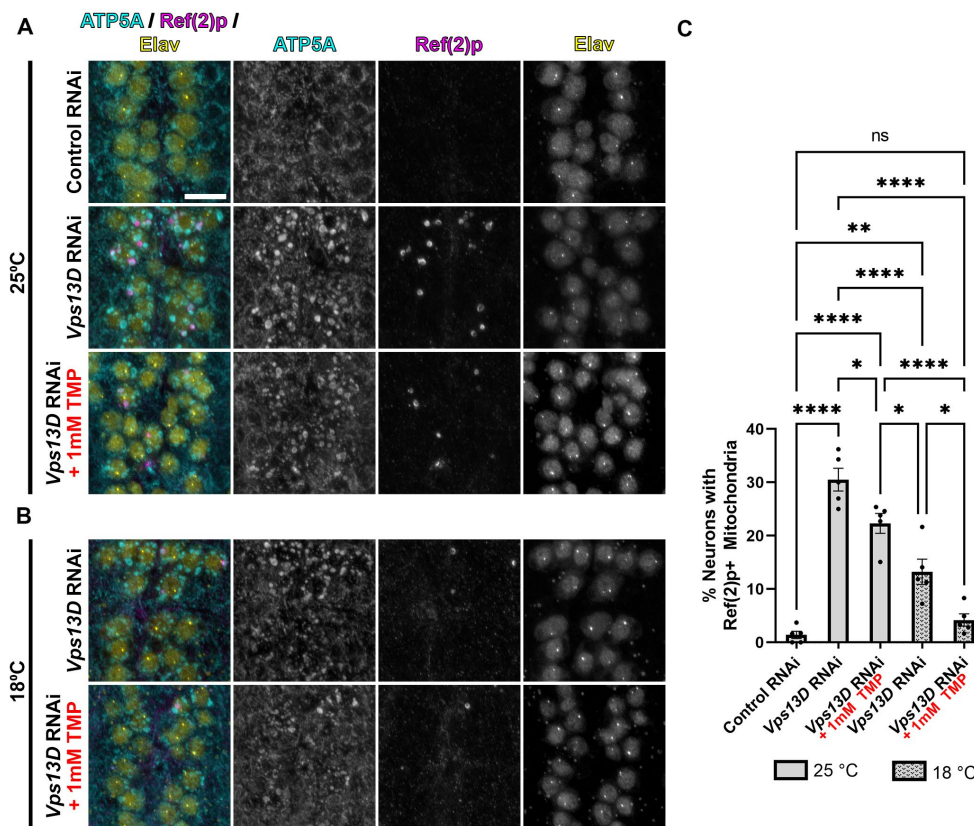 A
ATP5A / Ref(2)p /
Elav
ATP5A
Ref(2)p
Elav
25ºC
Control RNAi
Vps13D RNAi
Vps13D RNAi
+ 1mM TMP
B
18ºC
Vps13D RNAi
Vps13D RNAi
+ 1mM TMP
C
ns
****
**
****
****
* ****
**** * *
% Neurons with
Ref(2)p+ Mitochondria
40
30
20
10
0
Control RNAi
Vps13D RNAi
Vps13D RNAi
+ 1mM TMP
Vps13D RNAi
Vps13D RNAi
+ 1mM TMP
25 °C 18 °C